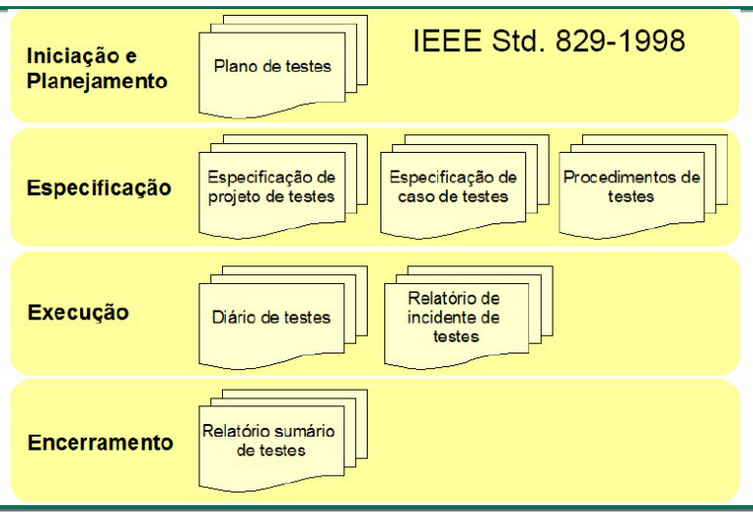 IEEE Std. 829-1998
Iniciação e
Planejamento
Plano de testes
Especificação
Especificação de
projeto de testes
Especificação de
caso de testes
Procedimentos de
testes
Execução
Diário de testes
Relatório de
incidente de
testes
Encerramento
Relatório sumário
de testes